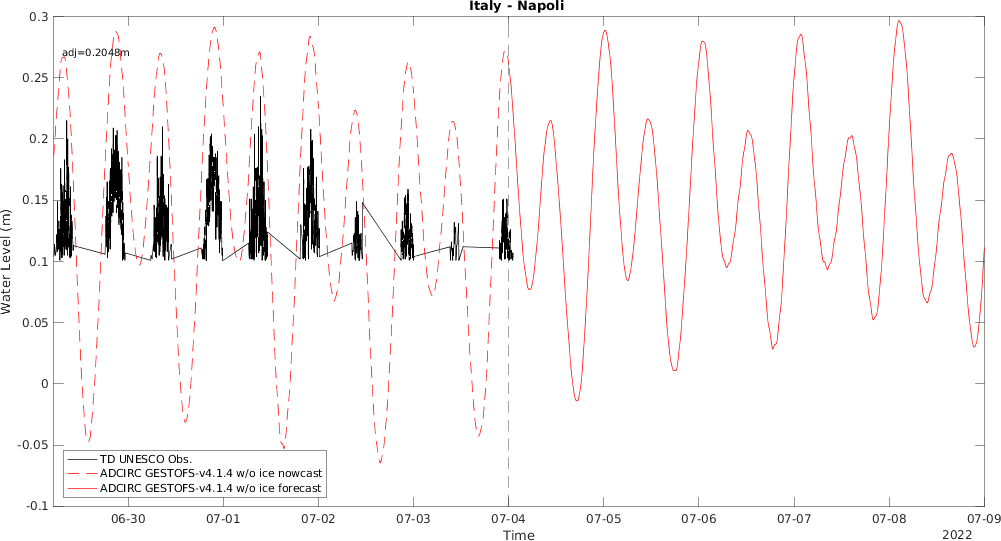 Italy - Napoli
adj=0.2048m
0.3
0.25
0.2
0.15
0.1
0.05
0
-0.05
-0.1
Water Level (m)
TD UNESCO Obs.
ADCIRC GESTOFS-v4.1.4 w/o ice nowcast
ADCIRC GESTOFS-v4.1.4 w/o ice forecast
06-30 07-01 07-02 07-03 07-04 07-05 07-06 07-07 07-08 07-09
Time
2022